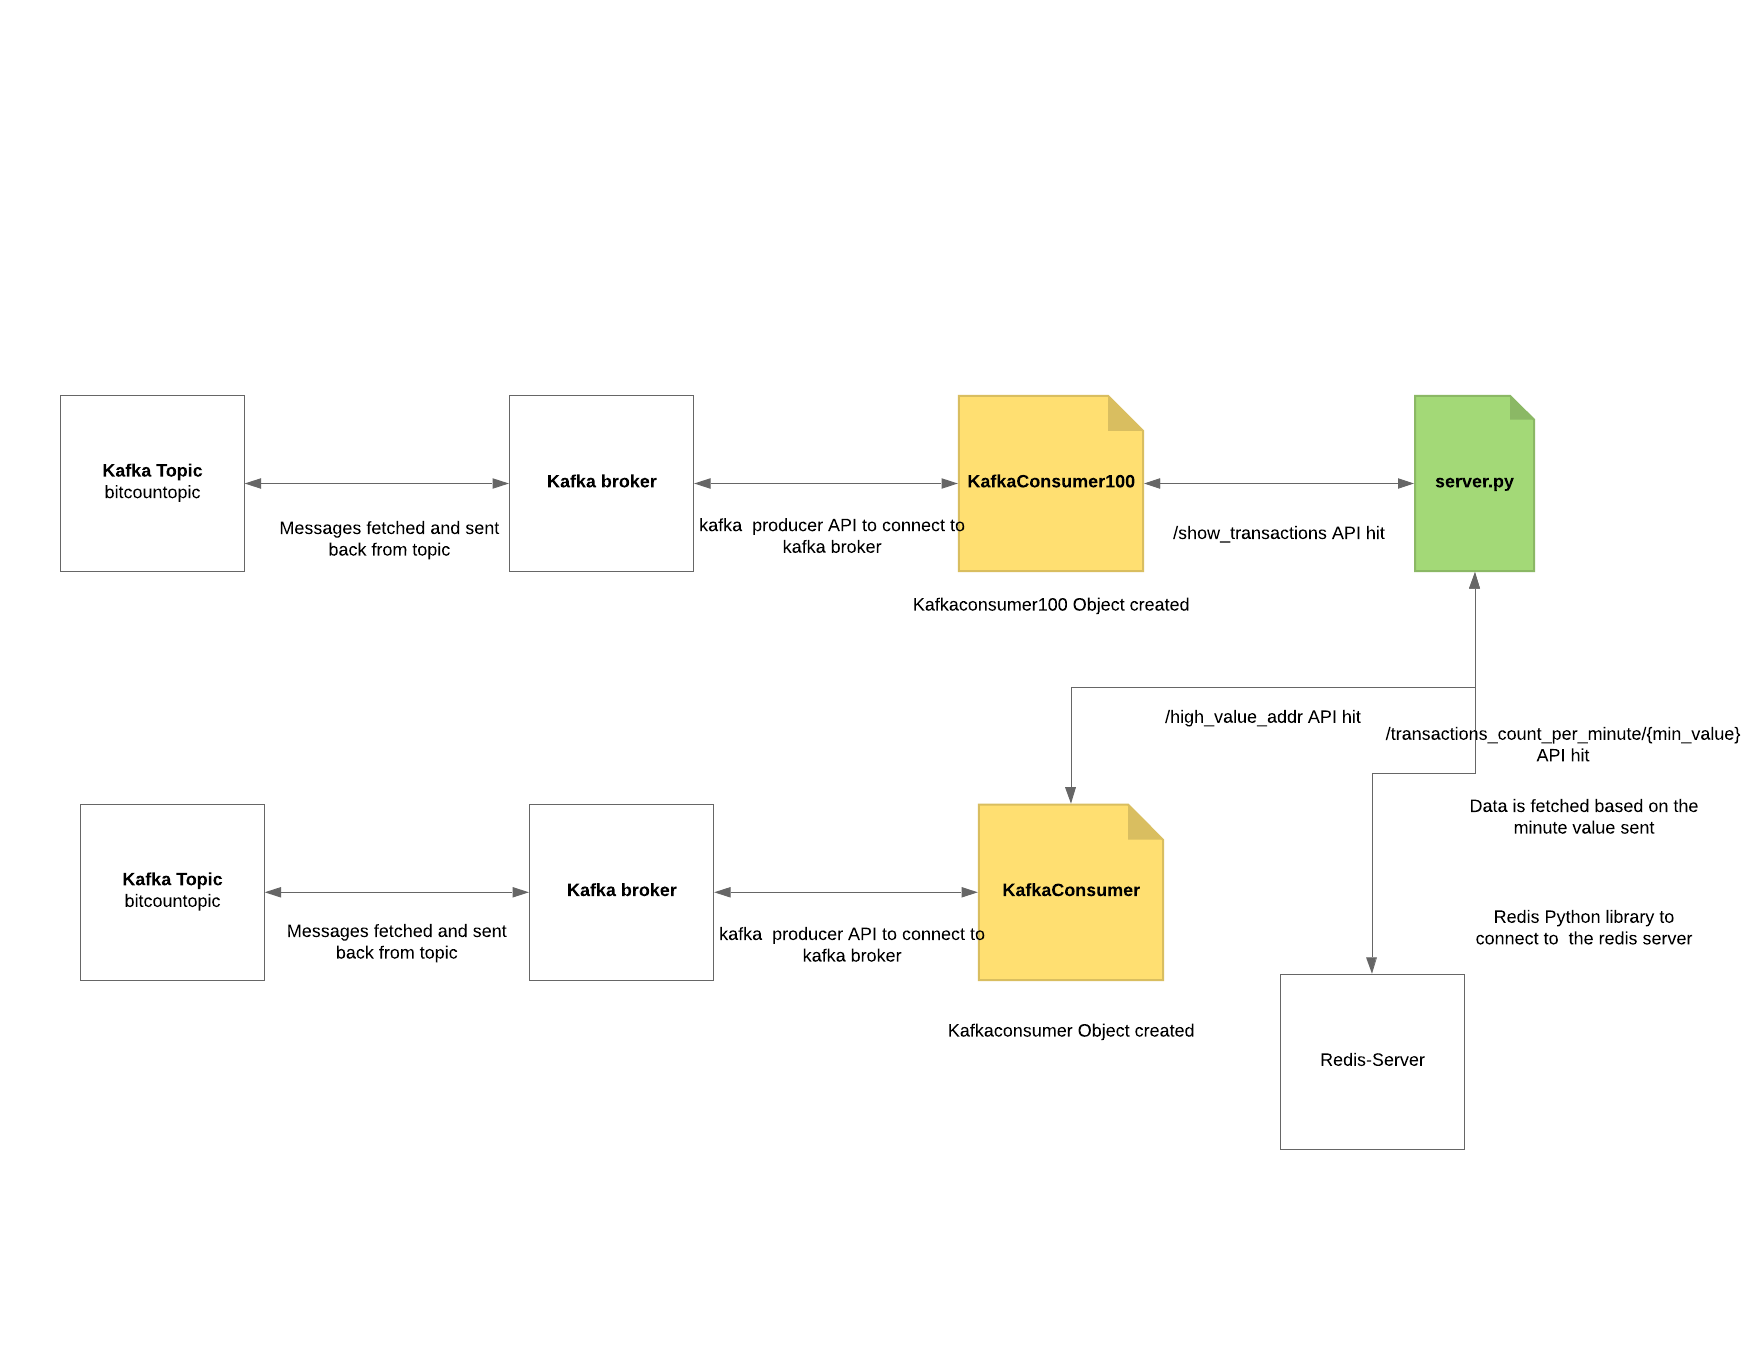 Kafka Topic
bitcountopic
Messages fetched and sent
back from topic
Kafka broker
kafka  producer API to connect to
kafka broker
KafkaConsumer100
Kafkaconsumer100 Object created
/show_transactions API hit
server.py
/high_value_addr API hit
/transactions_count_per_minute/{min_value}
API hit
Data is fetched based on the
minute value sent
Redis Python library to
connect to  the redis server
Redis-Server
Kafka Topic
bitcountopic
Messages fetched and sent
back from topic
Kafka broker
kafka  producer API to connect to
kafka broker
KafkaConsumer
Kafkaconsumer Object created